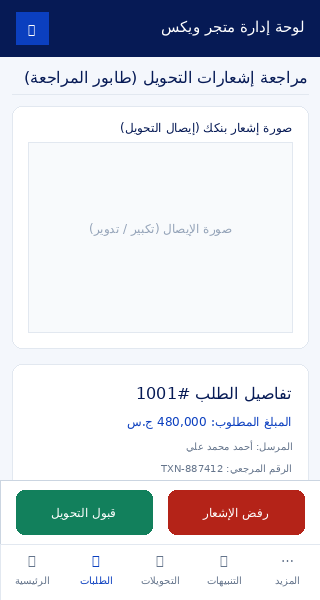 لوحة إدارة متجر ويكس
مراجعة إشعارات التحويل (طابور المراجعة)
صورة إشعار بنكك (إيصال التحويل)
صورة الإيصال (تكبير / تدوير)
تفاصيل الطلب #1001
المبلغ المطلوب: 480,000 ج.س
المرسل: أحمد محمد علي
الرقم المرجعي: TXN-887412
رفض الإشعار
قبول التحويل
... المزيد
التنبيهات
التحويلات
الطلبات
الرئيسية